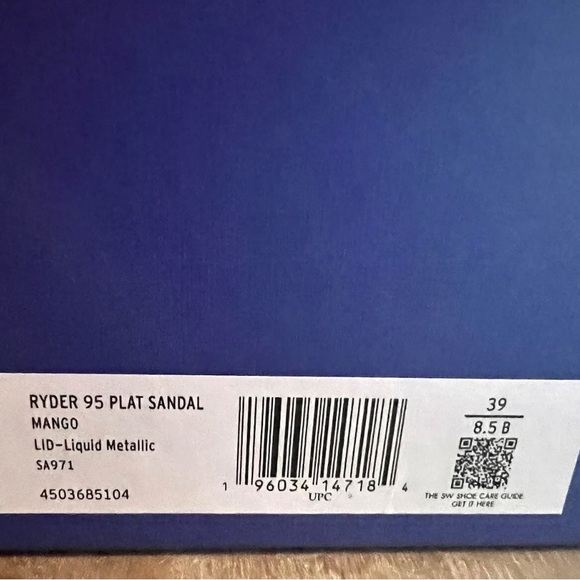 RYDER 95 PLAT SANDAL
MANGO
LID-Liquid Metallic
SA971
4503685104
1 96034 14718 4
UPC
39
8.5 B
THE SW SHOE CARE GUIDE
GET IT HERE